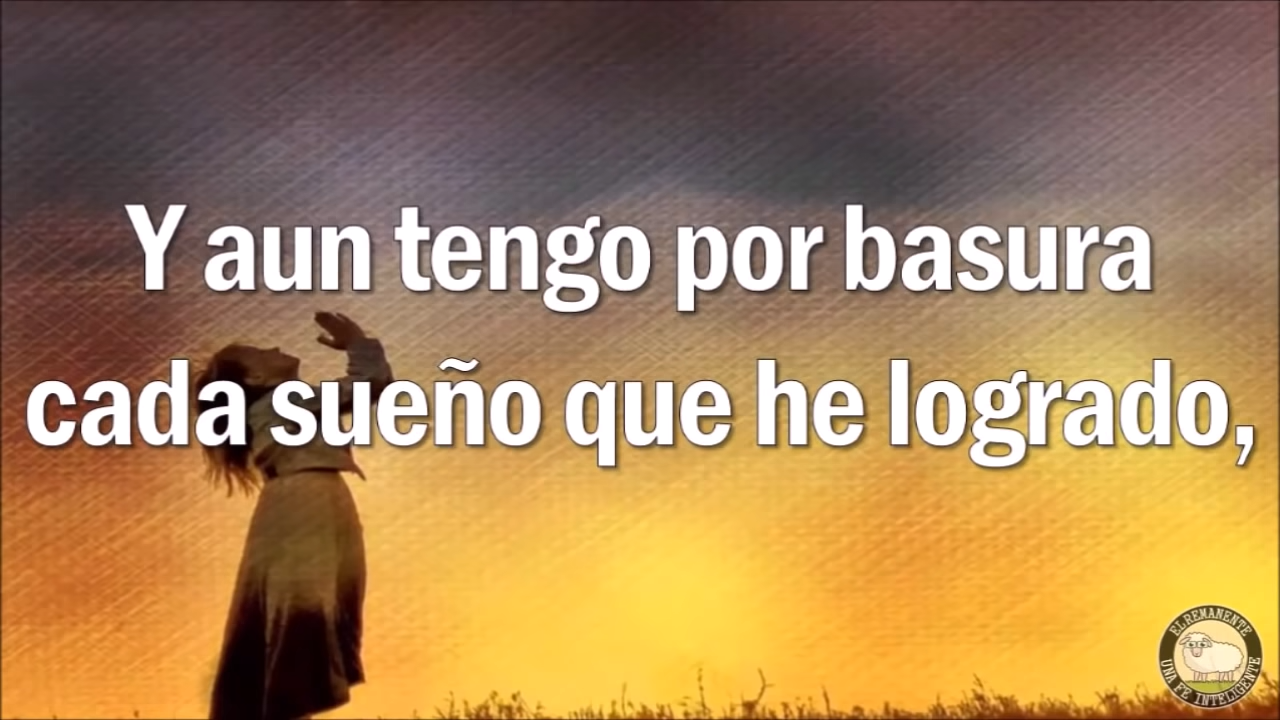 Y aun tengo por basura
cada sueño que he logrado,
EL REMANENTE
UNA FE INTELIGENTE